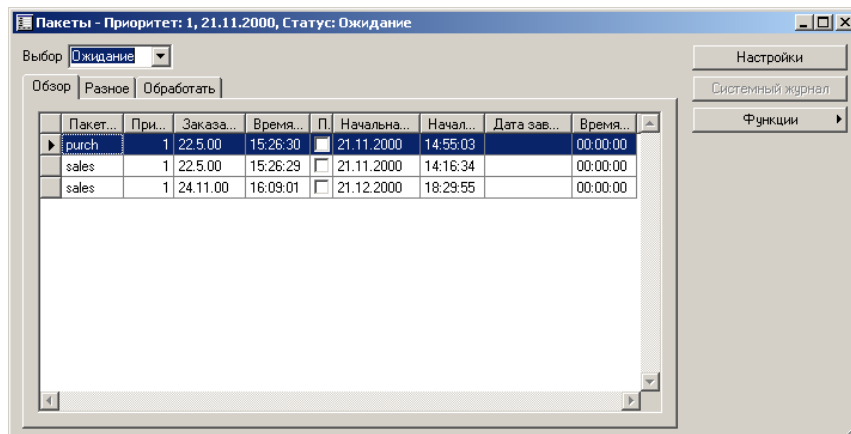 Пакеты - Приоритет: 1, 21.11.2000, Статус: Ожидание
Выбор Ожидание
Настройки
Обзор Разное Обработать
Системный журнал
Функции
Пакет... При... Заказа... Время... П. Начальна... Начал... Дата зав... Время...
purch 1 22.5.00 15:26:30 21.11.2000 14:55:03 00:00:00
sales 1 22.5.00 15:26:29 21.11.2000 14:16:34 00:00:00
sales 1 24.11.00 16:09:01 21.12.2000 18:29:55 00:00:00